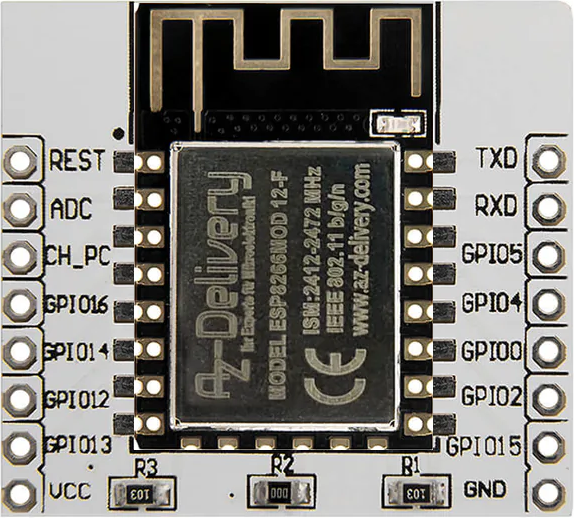 REST
ADC
CH_PC
GPIO16
GPIO14
GPIO12
GPIO13
VCC
Az-Delivery
Ihr Experte für Mikroelektronik!
MODEL ESP8266MOD 12-F
ISM:2412-2472 MHz
IEEE 802.11 b/g/n
www.az-delivery.com
CE
TXD
RXD
GPIO5
GPIO4
GPIO0
GPIO2
GPIO15
GND
R3
R2
R1
103
000
103